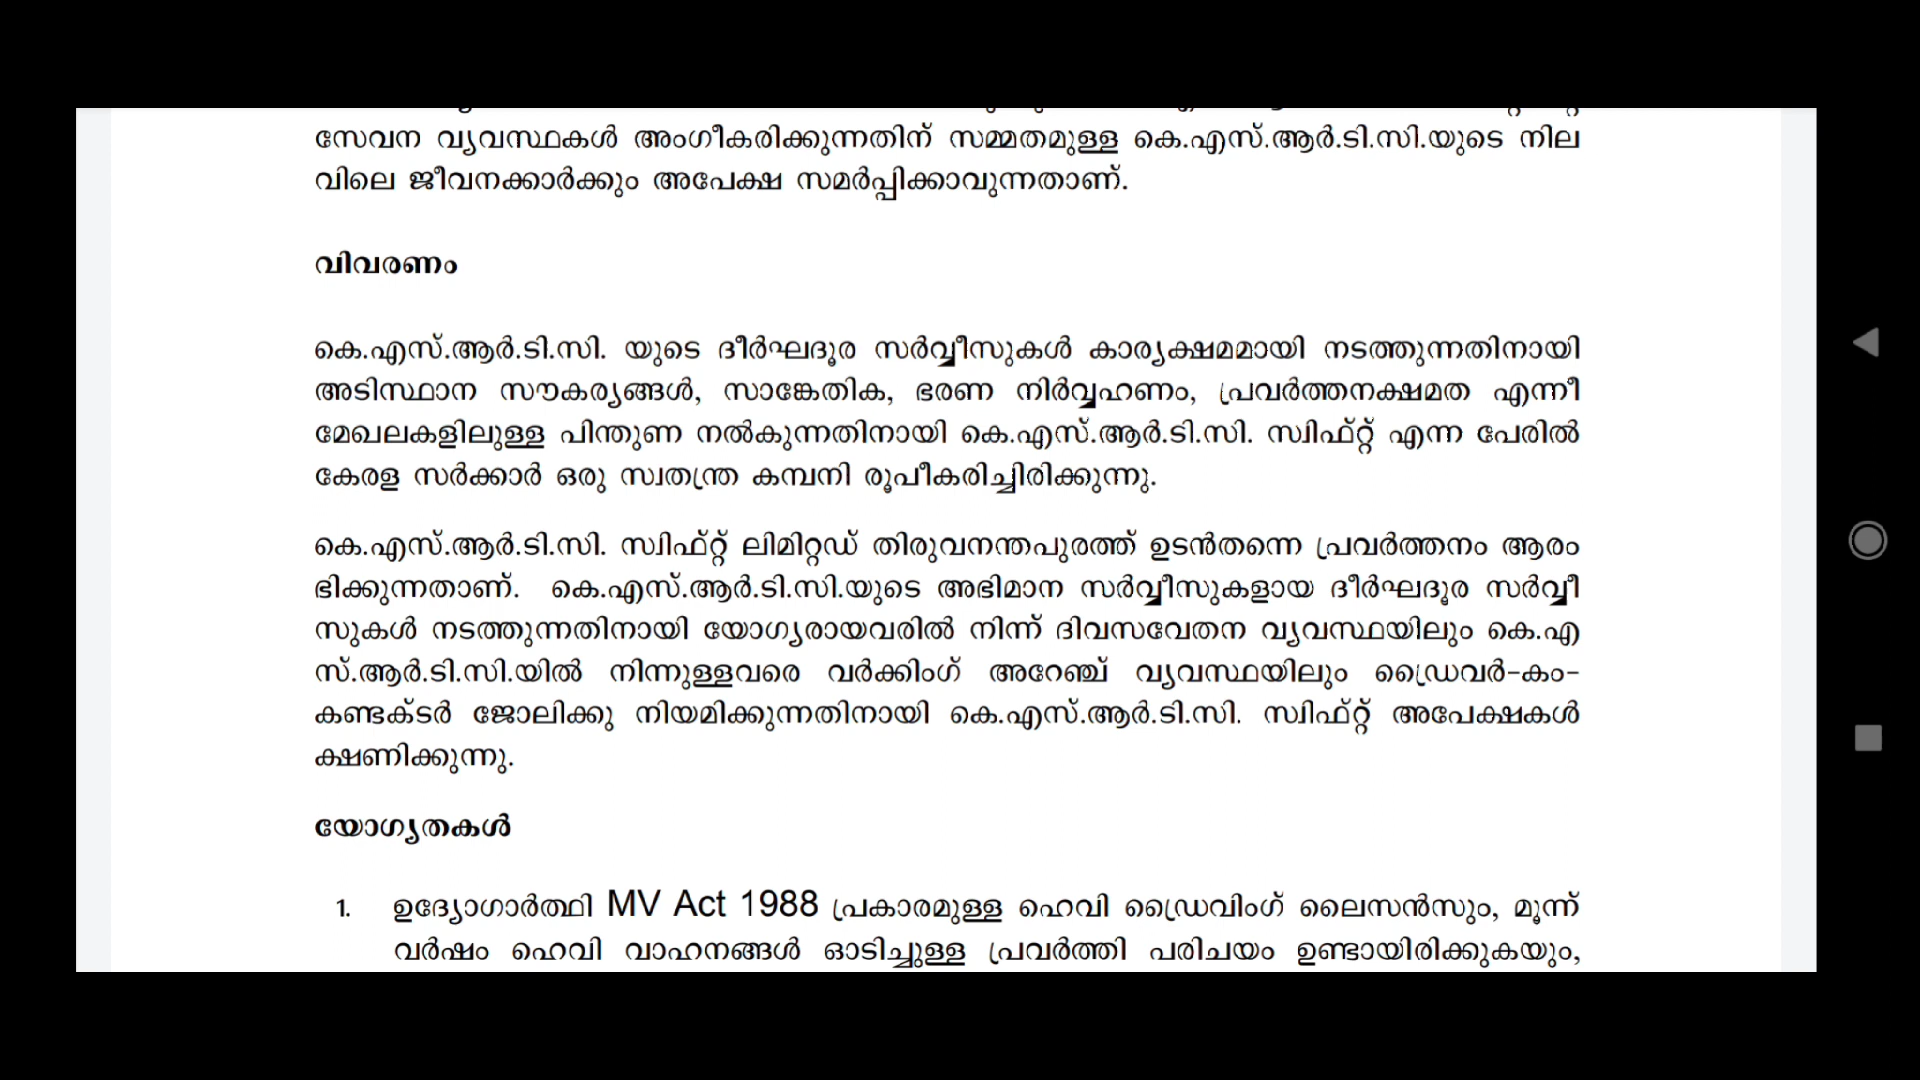 സേവന വ്യവസ്ഥകൾ അംഗീകരിക്കുന്നതിന് സമ്മതമുള്ള കെ.എസ്.ആർ.ടി.സി.യുടെ നില
വിലെ ജീവനക്കാർക്കും അപേക്ഷ സമർപ്പിക്കാവുന്നതാണ്.
വിവരണം
കെ.എസ്.ആർ.ടി.സി. യുടെ ദീർഘദൂര സർവ്വീസുകൾ കാര്യക്ഷമമായി നടത്തുന്നതിനായി
അടിസ്ഥാന സൗകര്യങ്ങൾ, സാങ്കേതിക, ഭരണ നിർവ്വഹണം, പ്രവർത്തനക്ഷമത എന്നീ
മേഖലകളിലുള്ള പിന്തുണ നൽകുന്നതിനായി കെ.എസ്.ആർ.ടി.സി. സ്വിഫ്റ്റ് എന്ന പേരിൽ
കേരള സർക്കാർ ഒരു സ്വതന്ത്ര കമ്പനി രൂപീകരിച്ചിരിക്കുന്നു.
കെ.എസ്.ആർ.ടി.സി. സ്വിഫ്റ്റ് ലിമിറ്റഡ് തിരുവനന്തപുരത്ത് ഉടൻതന്നെ പ്രവർത്തനം ആരം
ഭിക്കുന്നതാണ്. കെ.എസ്.ആർ.ടി.സി.യുടെ അഭിമാന സർവ്വീസുകളായ ദീർഘദൂര സർവ്വീ
സുകൾ നടത്തുന്നതിനായി യോഗ്യരായവരിൽ നിന്ന് ദിവസവേതന വ്യവസ്ഥയിലും കെ.എ
സ്.ആർ.ടി.സി.യിൽ നിന്നുള്ളവരെ വർക്കിംഗ് അറേഞ്ച് വ്യവസ്ഥയിലും ഡ്രൈവർ-കം-
കണ്ടക്ടർ ജോലിക്കു നിയമിക്കുന്നതിനായി കെ.എസ്.ആർ.ടി.സി. സ്വിഫ്റ്റ് അപേക്ഷകൾ
ക്ഷണിക്കുന്നു.
യോഗ്യതകൾ
1. ഉദ്യോഗാർത്ഥി MV Act 1988 പ്രകാരമുള്ള ഹെവി ഡ്രൈവിംഗ് ലൈസൻസും, മൂന്ന്
വർഷം ഹെവി വാഹനങ്ങൾ ഓടിച്ചുള്ള പ്രവർത്തി പരിചയം ഉണ്ടായിരിക്കുകയും,